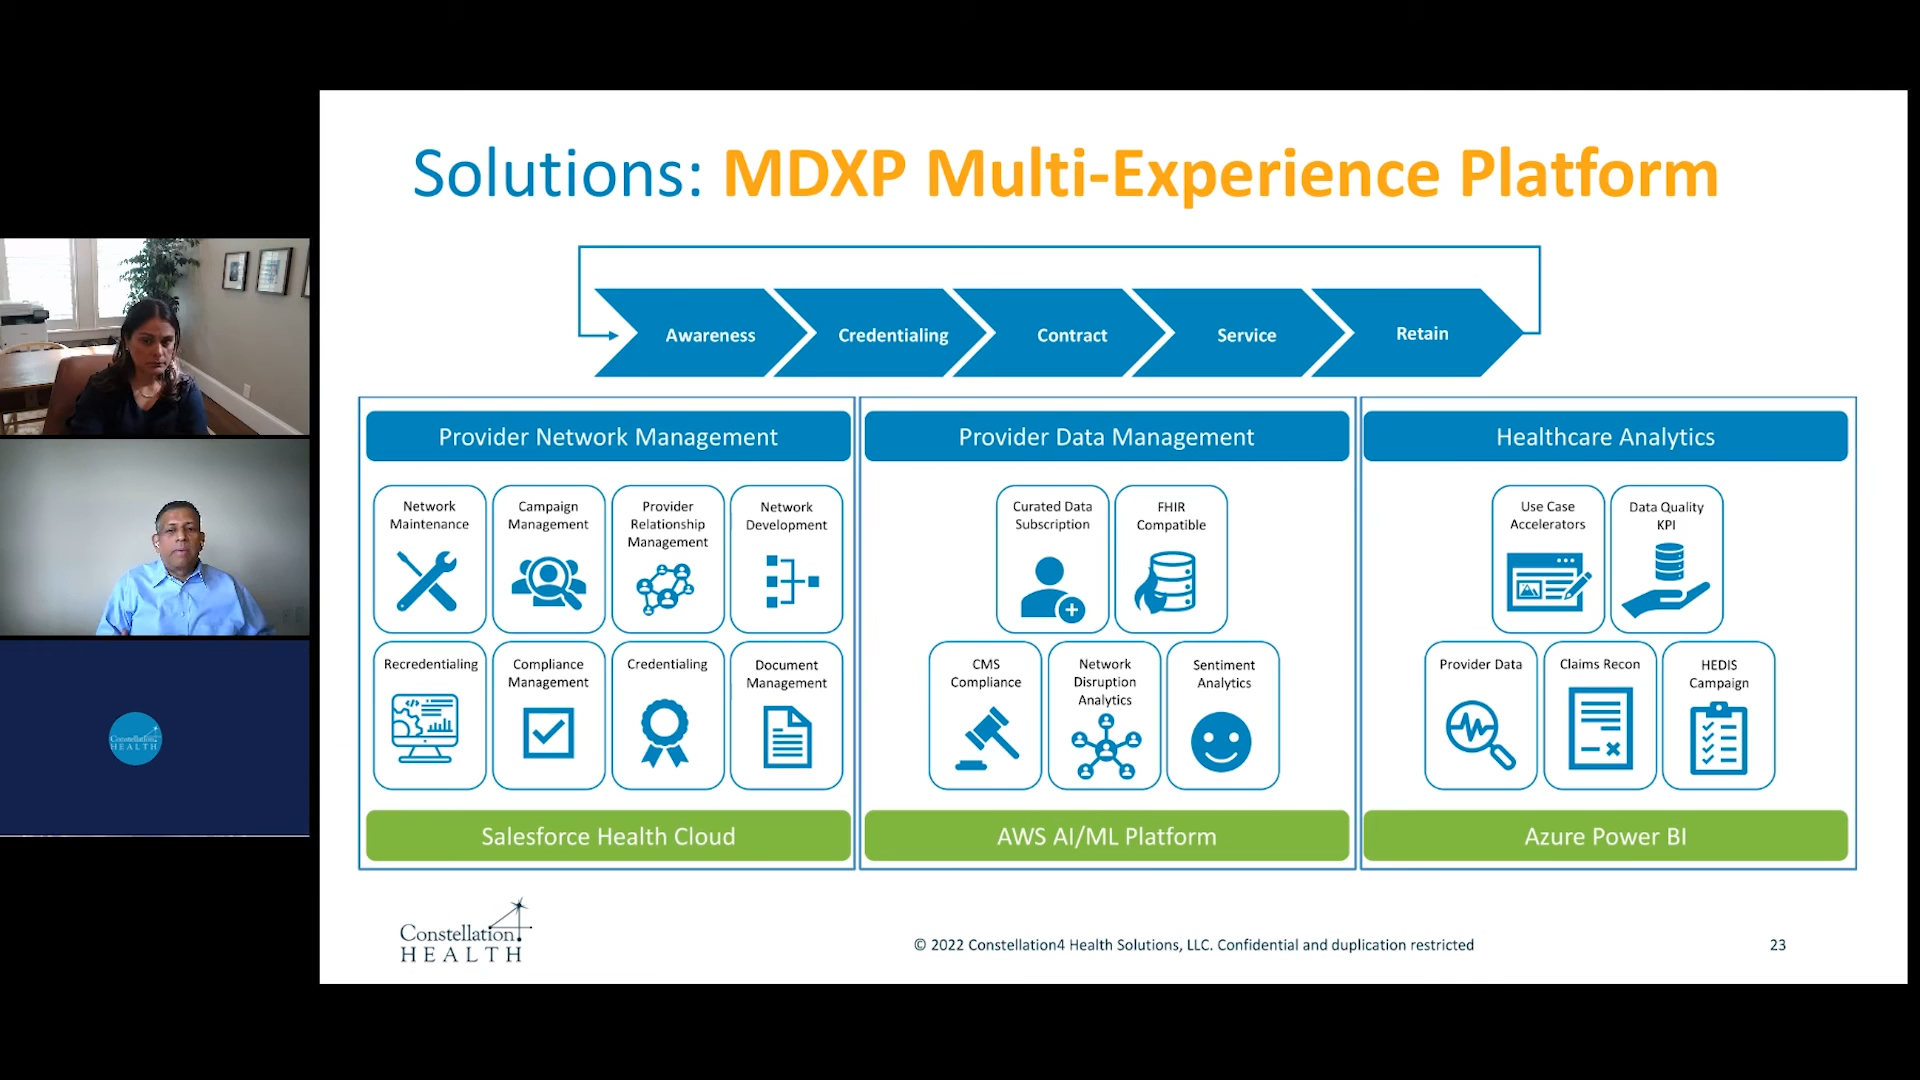 Solutions: MDXP Multi-Experience Platform
Awareness
Credentialing
Contract
Service
Retain
Provider Network Management
Network
Maintenance
Campaign
Management
Provider
Relationship
Management
Network
Development
Recredentialing
Compliance
Management
Credentialing
Document
Management
Salesforce Health Cloud
Provider Data Management
Curated Data
Subscription
FHIR
Compatible
CMS
Compliance
Network
Disruption
Analytics
Sentiment
Analytics
AWS AI/ML Platform
Healthcare Analytics
Use Case
Accelerators
Data Quality
KPI
Provider Data
Claims Recon
HEDIS
Campaign
Azure Power BI
Constellation4
HEALTH
© 2022 Constellation4 Health Solutions, LLC. Confidential and duplication restricted
23
Constellation4
HEALTH